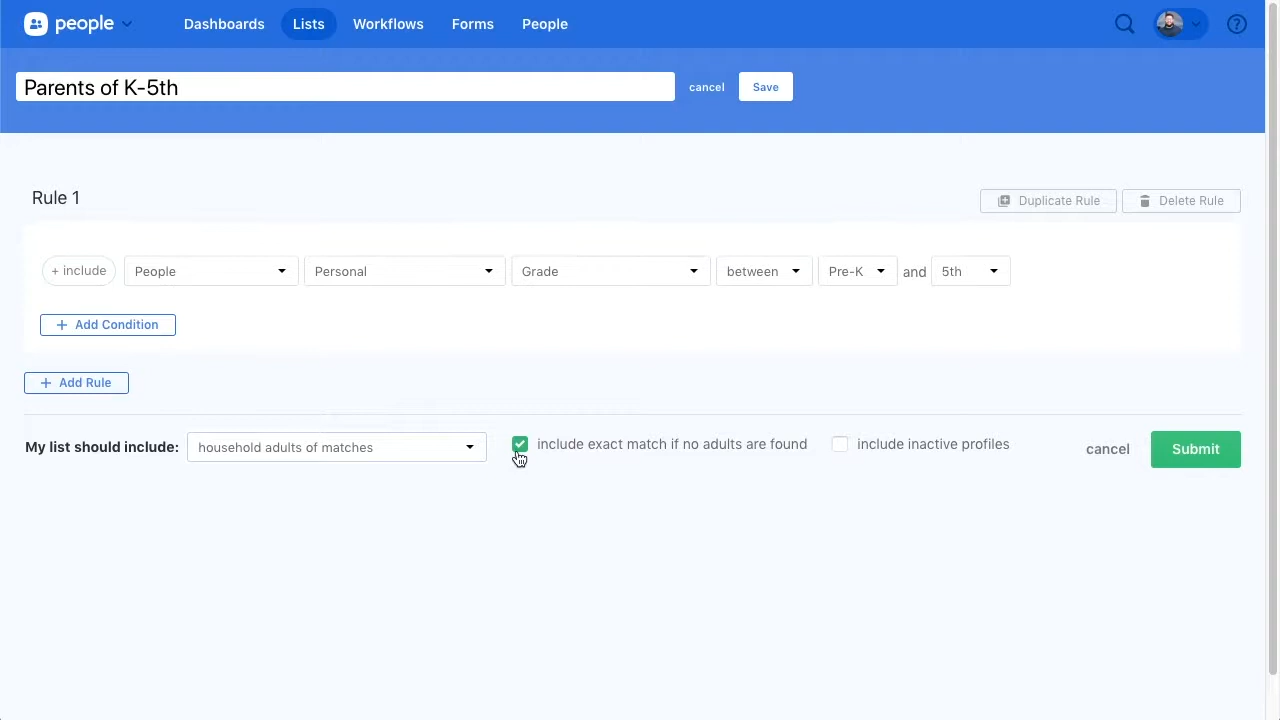 people Dashboards Lists Workflows Forms People
Parents of K-5th cancel Save
Rule 1 Duplicate Rule Delete Rule
+ include People Personal Grade between Pre-K and 5th
+ Add Condition
+ Add Rule
My list should include: household adults of matches include exact match if no adults are found include inactive profiles cancel Submit